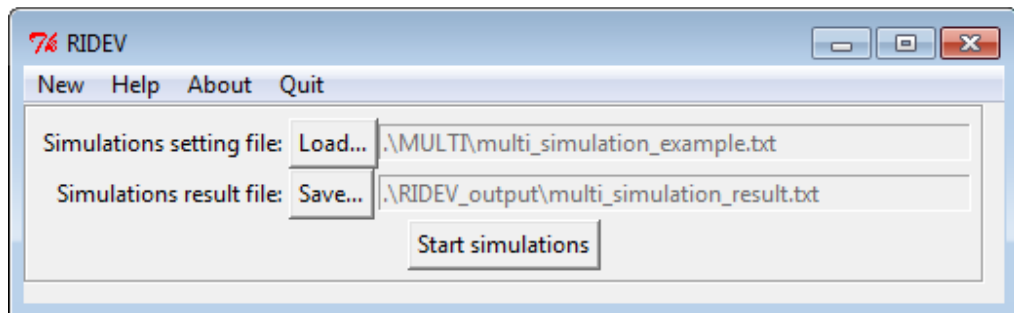 RIDEV
New Help About Quit
Simulations setting file: Load... .\MULTI\multi_simulation_example.txt
Simulations result file: Save... .\RIDEV_output\multi_simulation_result.txt
Start simulations